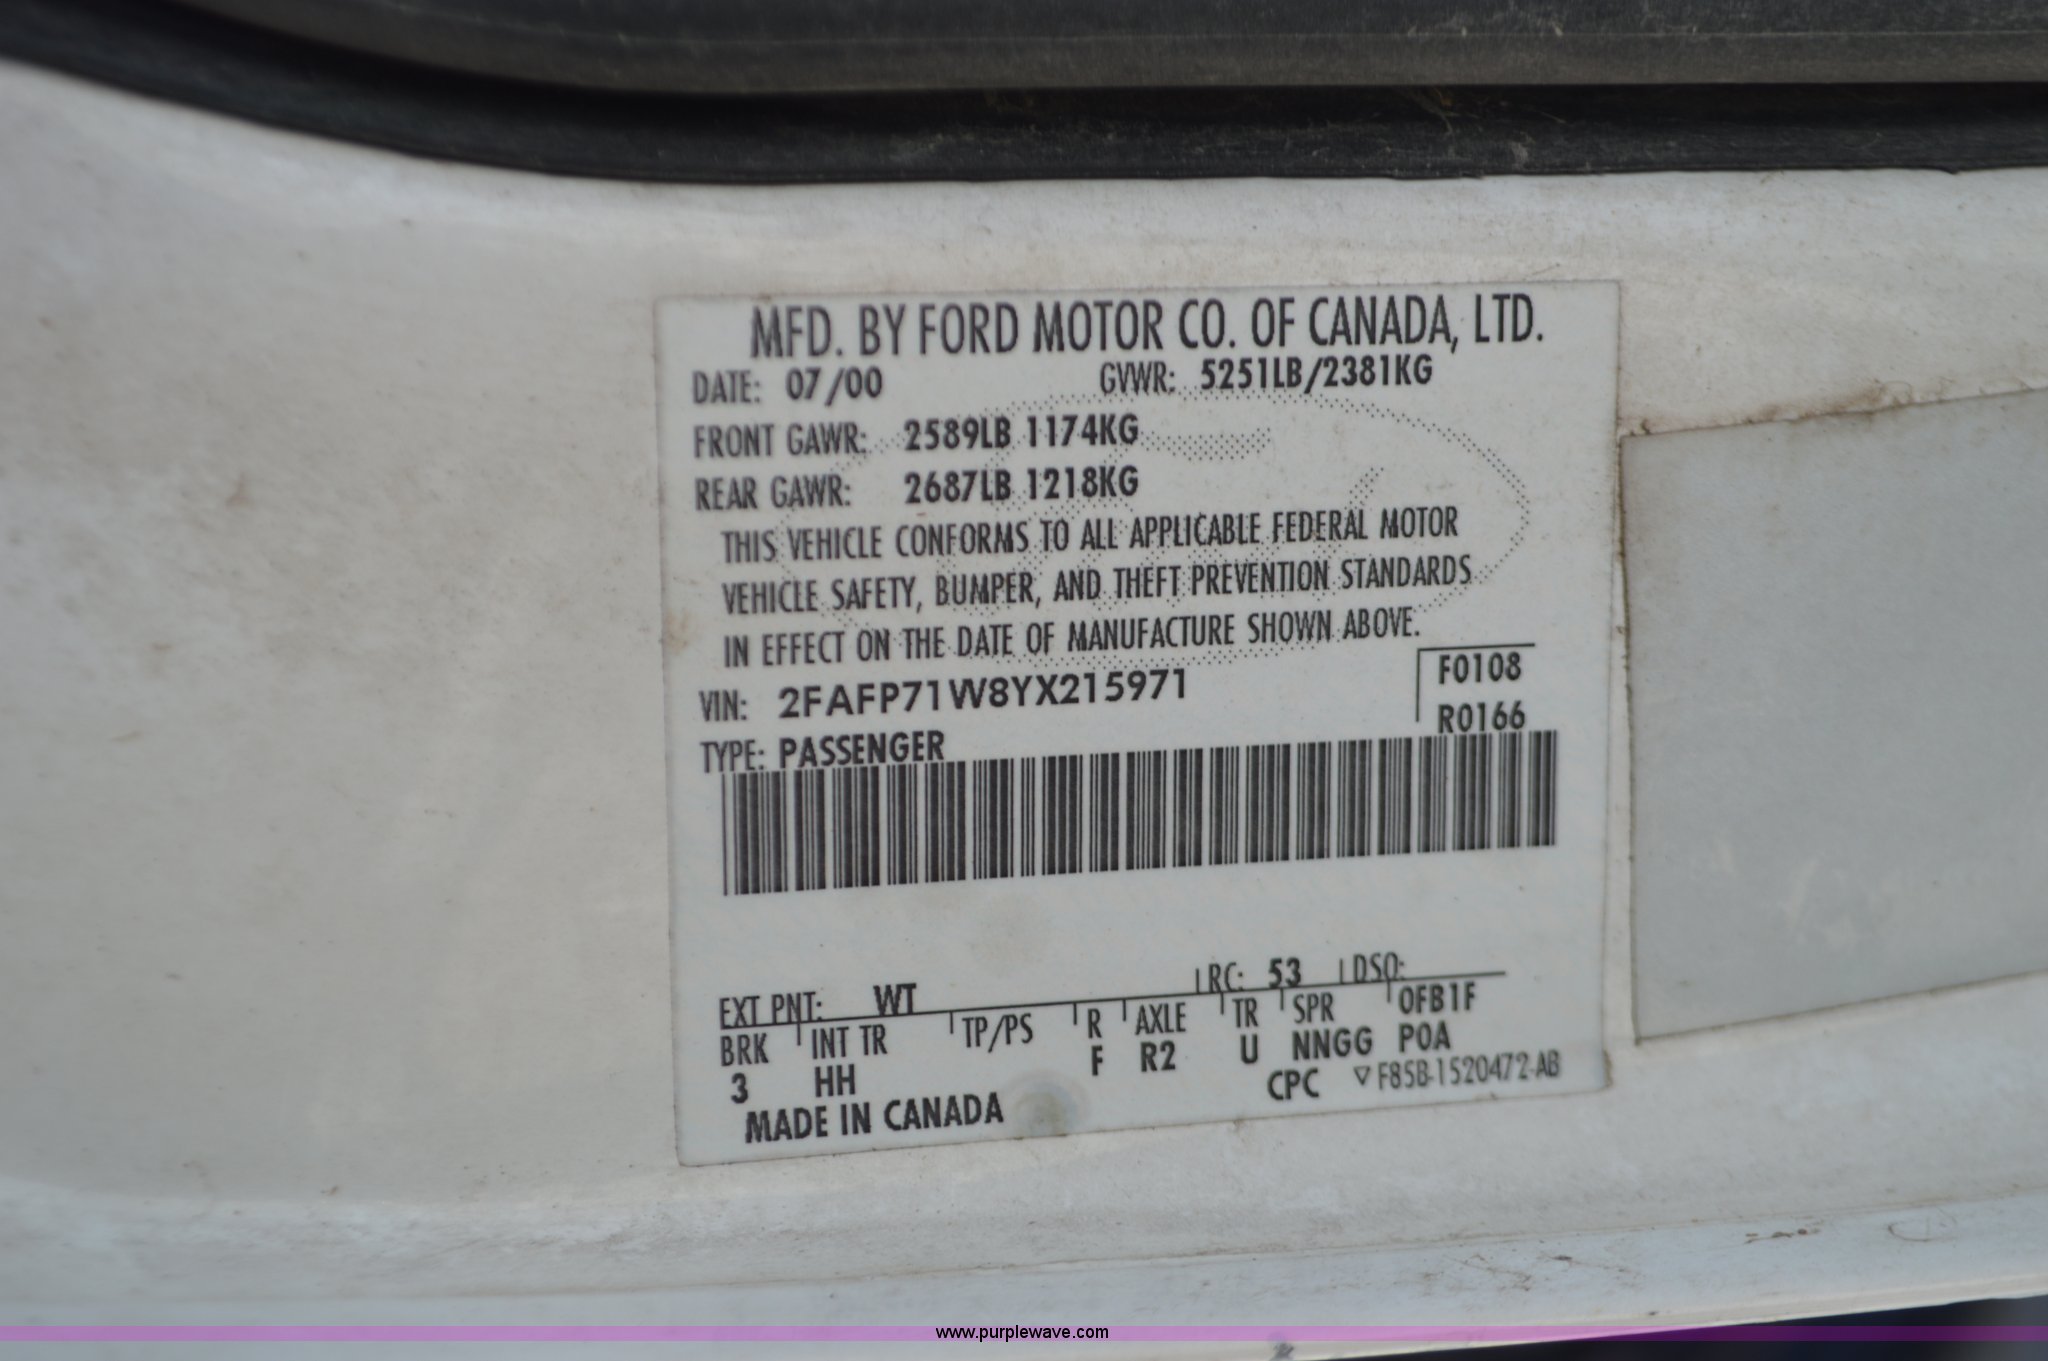 MFD. BY FORD MOTOR CO. OF CANADA, LTD.
DATE: 07/00 GVWR: 5251LB/2381KG
FRONT GAWR: 2589LB 1174KG
REAR GAWR: 2687LB 1218KG
THIS VEHICLE CONFORMS TO ALL APPLICABLE FEDERAL MOTOR
VEHICLE SAFETY, BUMPER, AND THEFT PREVENTION STANDARDS
IN EFFECT ON THE DATE OF MANUFACTURE SHOWN ABOVE.
VIN: 2FAFP71W8YX215971 F0108
TYPE: PASSENGER R0166
EXT PNT: WT RC: 53 DSO:
BRK INT TR TP/PS R AXLE TR SPR 0FB1F
3 HH F R2 U NNGG P0A
MADE IN CANADA CPC ▽ F85B-1520472-AB
www.purplewave.com